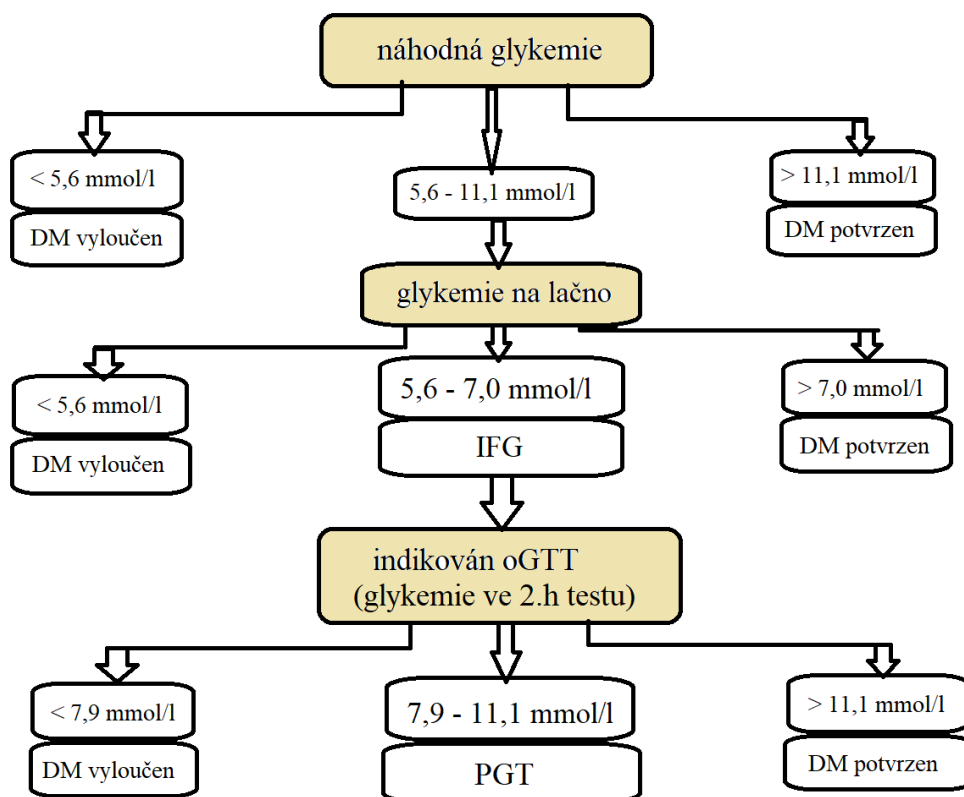 náhodná glykemie
< 5,6 mmol/l
DM vyloučen
5,6 - 11,1 mmol/l
> 11,1 mmol/l
DM potvrzen
glykemie na lačno
< 5,6 mmol/l
DM vyloučen
5,6 - 7,0 mmol/l
IFG
> 7,0 mmol/l
DM potvrzen
indikován oGTT
(glykemie ve 2.h testu)
< 7,9 mmol/l
DM vyloučen
7,9 - 11,1 mmol/l
PGT
> 11,1 mmol/l
DM potvrzen